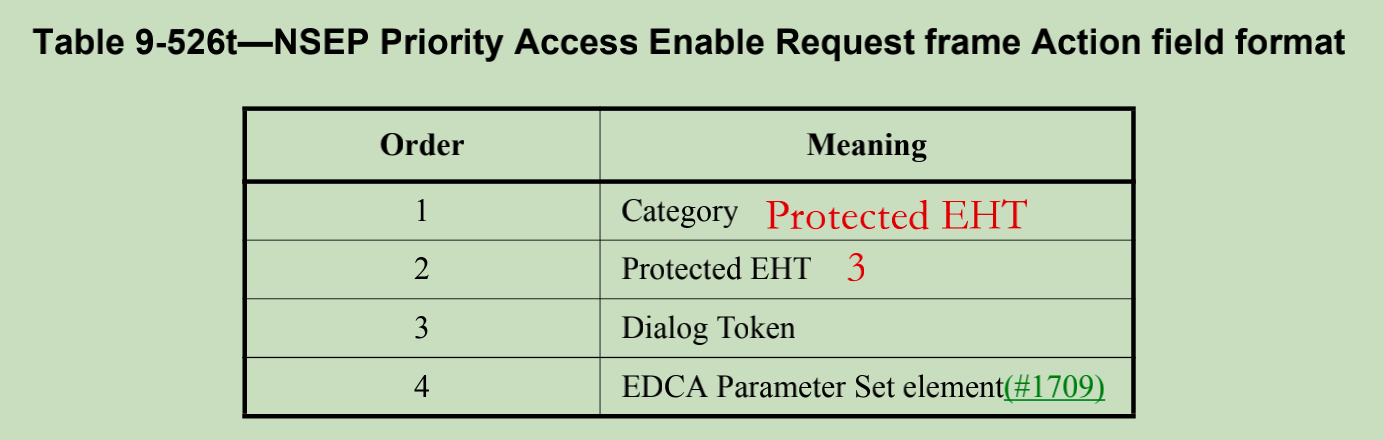 Table 9-526t—NSEP Priority Access Enable Request frame Action field format
Order Meaning
1 Category Protected EHT
2 Protected EHT 3
3 Dialog Token
4 EDCA Parameter Set element(#1709)